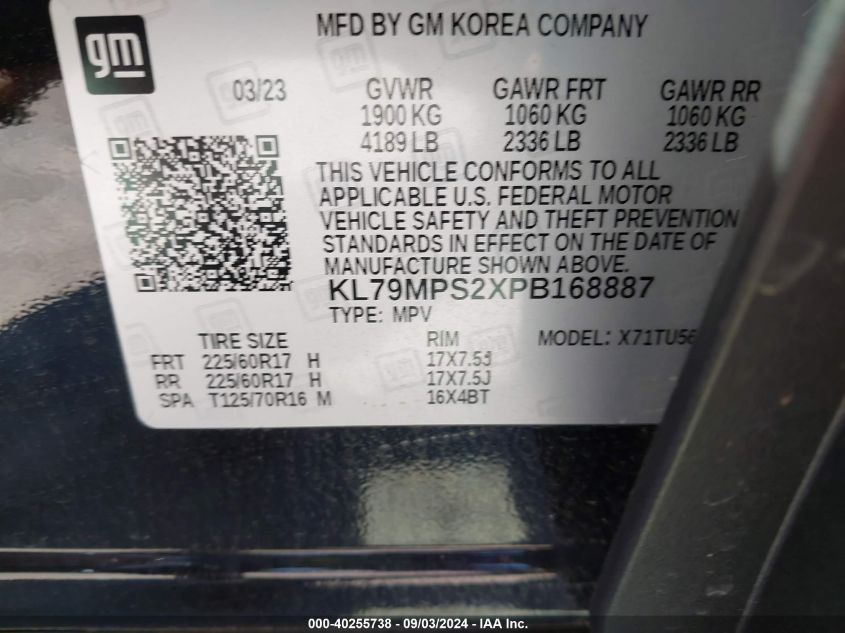 gm
MFD BY GM KOREA COMPANY
03/23 GVWR GAWR FRT GAWR RR
1900 KG 1060 KG 1060 KG
4189 LB 2336 LB 2336 LB
THIS VEHICLE CONFORMS TO ALL
APPLICABLE U.S. FEDERAL MOTOR
VEHICLE SAFETY AND THEFT PREVENTION
STANDARDS IN EFFECT ON THE DATE OF
MANUFACTURE SHOWN ABOVE.
KL79MPS2XPB168887
TYPE: MPV
TIRE SIZE RIM MODEL: X71TU56
FRT 225/60R17 H 17X7.5J
RR 225/60R17 H 17X7.5J
SPA T125/70R16 M 16X4BT
000-40255738 - 09/03/2024 - IAA Inc.